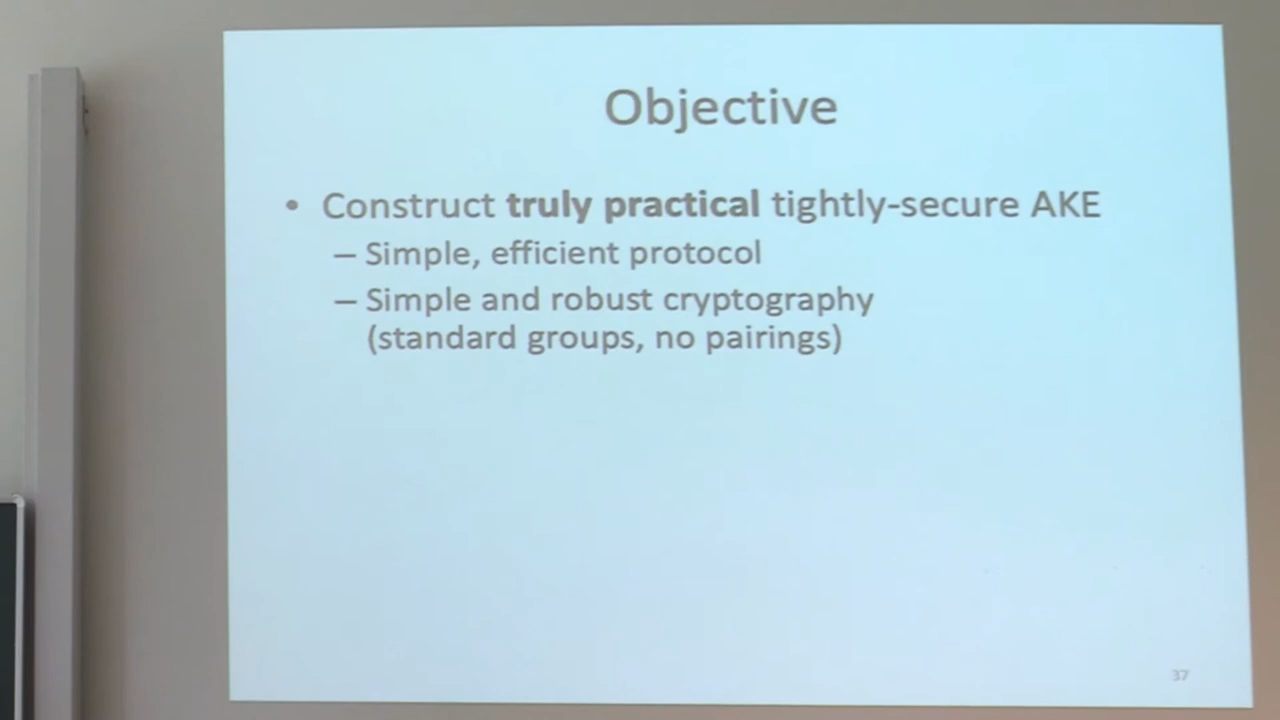 Objective
• Construct truly practical tightly-secure AKE
– Simple, efficient protocol
– Simple and robust cryptography
(standard groups, no pairings)
37